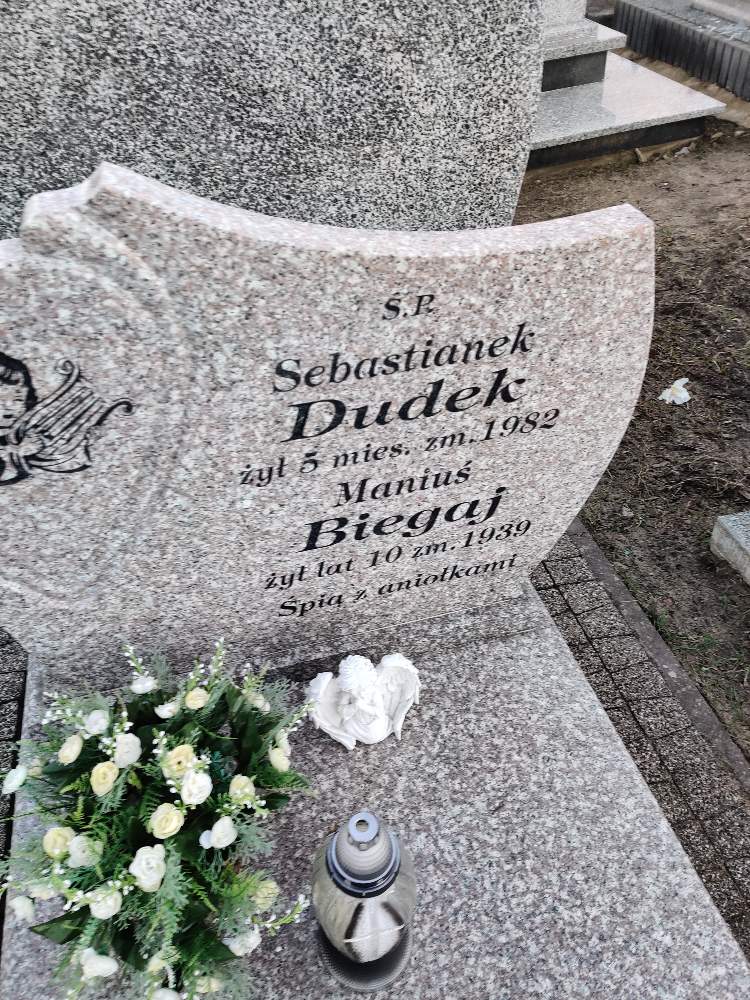 Ś.P.
Sebastianek
Dudek
żył 5 mies. zm.1982
Maniuś
Biegaj
żył lat 10 zm.1939
Śpią z aniołkami